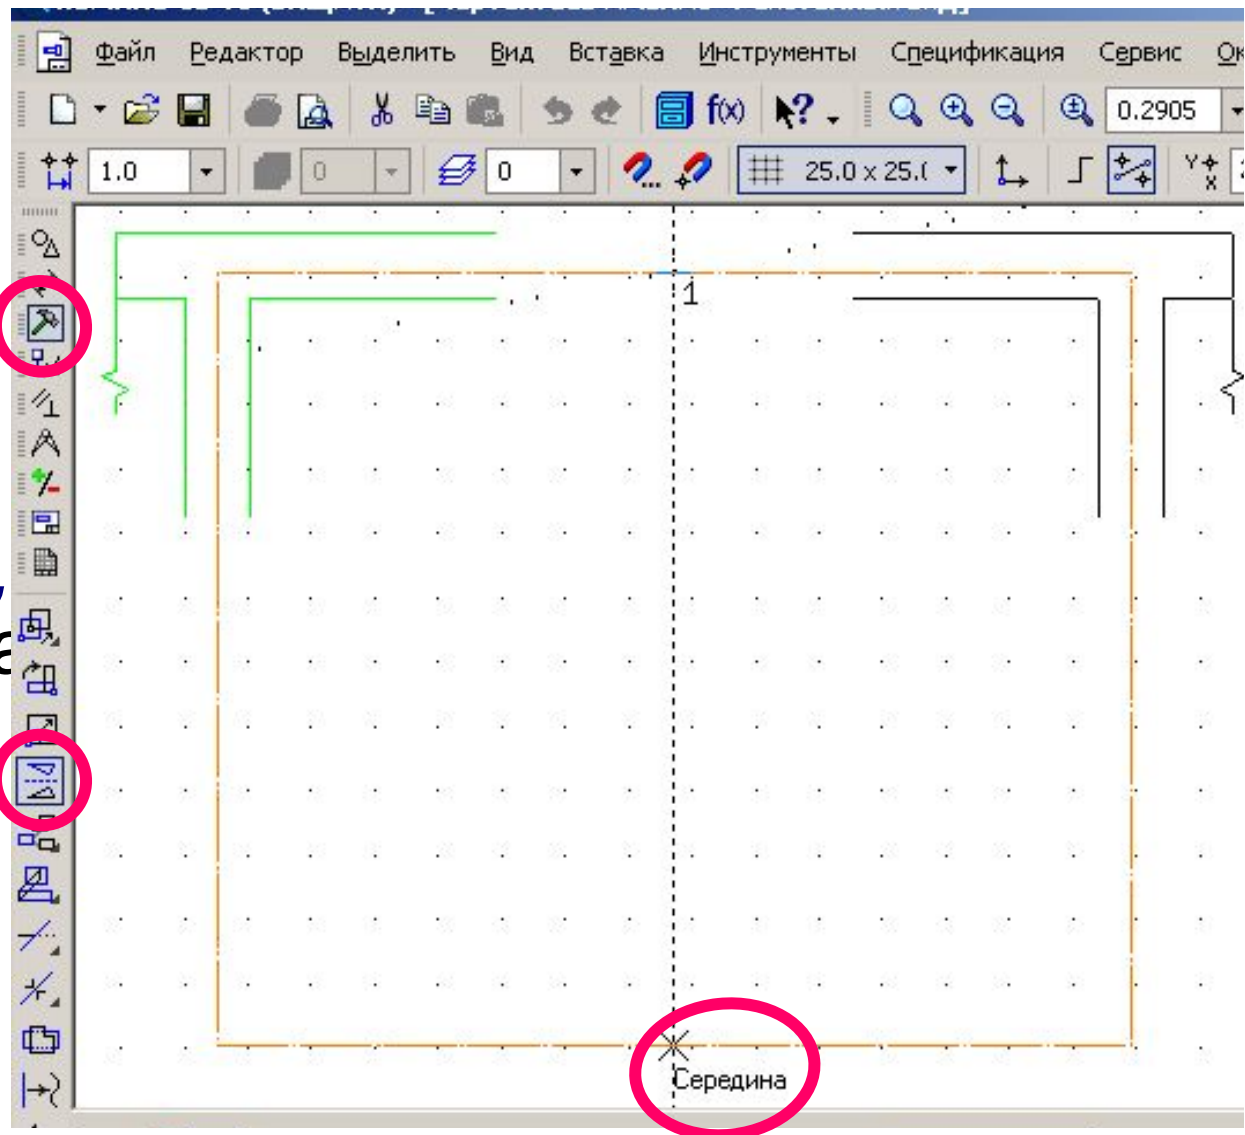 Файл Редактор Выделить Вид Вставка Инструменты Спецификация Сервис
f(x) ? 0.2905
1.0 0 0 25.0 x 25.( Y X
1
а
Середина